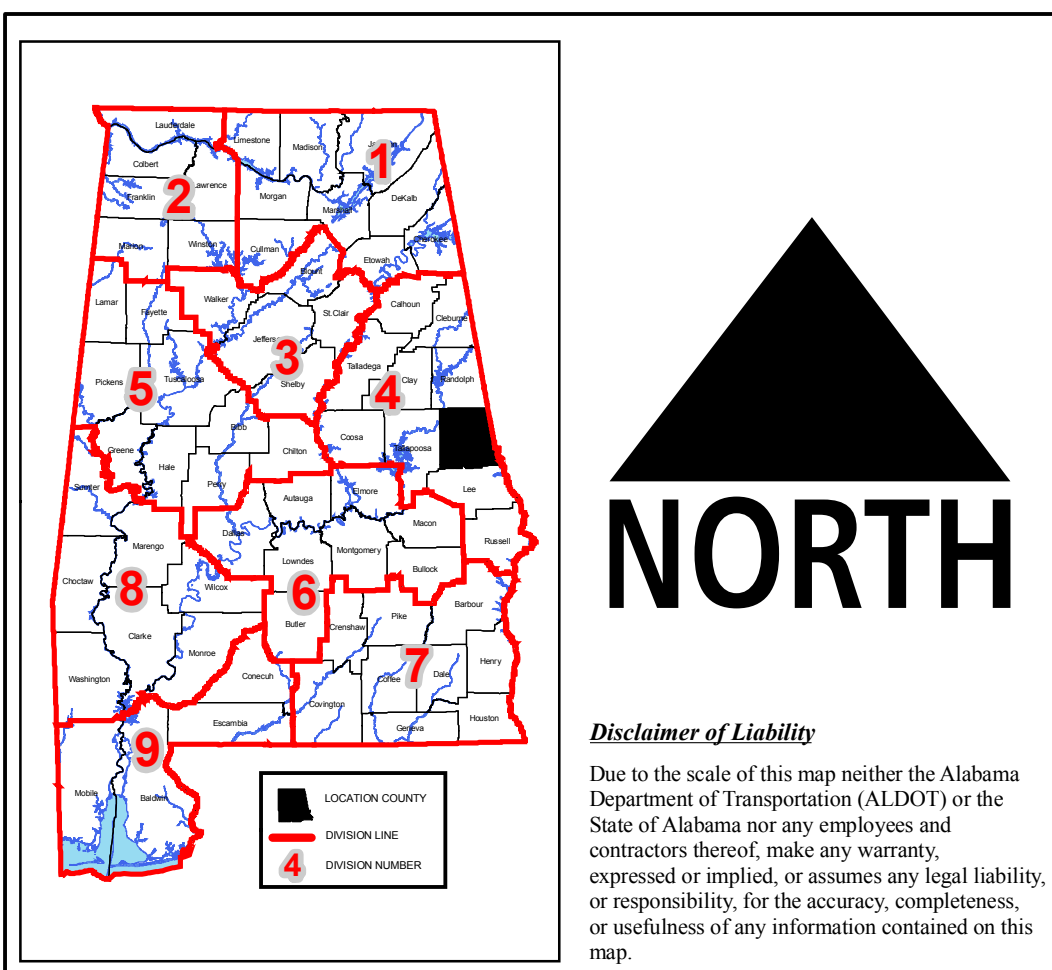 Lauderdale
Limestone
Madison
Jackson
1
Colbert
Lawrence
2
Franklin
Morgan
Marshall
DeKalb
Marion
Winston
Cullman
Cherokee
Etowah
Blount
Lamar
Fayette
Walker
St.Clair
Calhoun
Cleburne
Jefferson
3
Talladega
Pickens
5
Tuscaloosa
Shelby
4
Clay
Randolph
Bibb
Greene
Hale
Chilton
Coosa
Tallapoosa
Sumter
Perry
Autauga
Elmore
Lee
Macon
Dallas
Marengo
Lowndes
Montgomery
Russell
Choctaw
8
Wilcox
6
Bullock
Butler
Crenshaw
Pike
Barbour
Clarke
Monroe
Washington
Conecuh
Coffee
7
Dale
Henry
Escambia
Covington
Geneva
Houston
9
Mobile
Baldwin
LOCATION COUNTY
DIVISION LINE
4 DIVISION NUMBER
NORTH
Disclaimer of Liability
Due to the scale of this map neither the Alabama
Department of Transportation (ALDOT) or the
State of Alabama nor any employees and
contractors thereof, make any warranty,
expressed or implied, or assumes any legal liability,
or responsibility, for the accuracy, completeness,
or usefulness of any information contained on this
map.